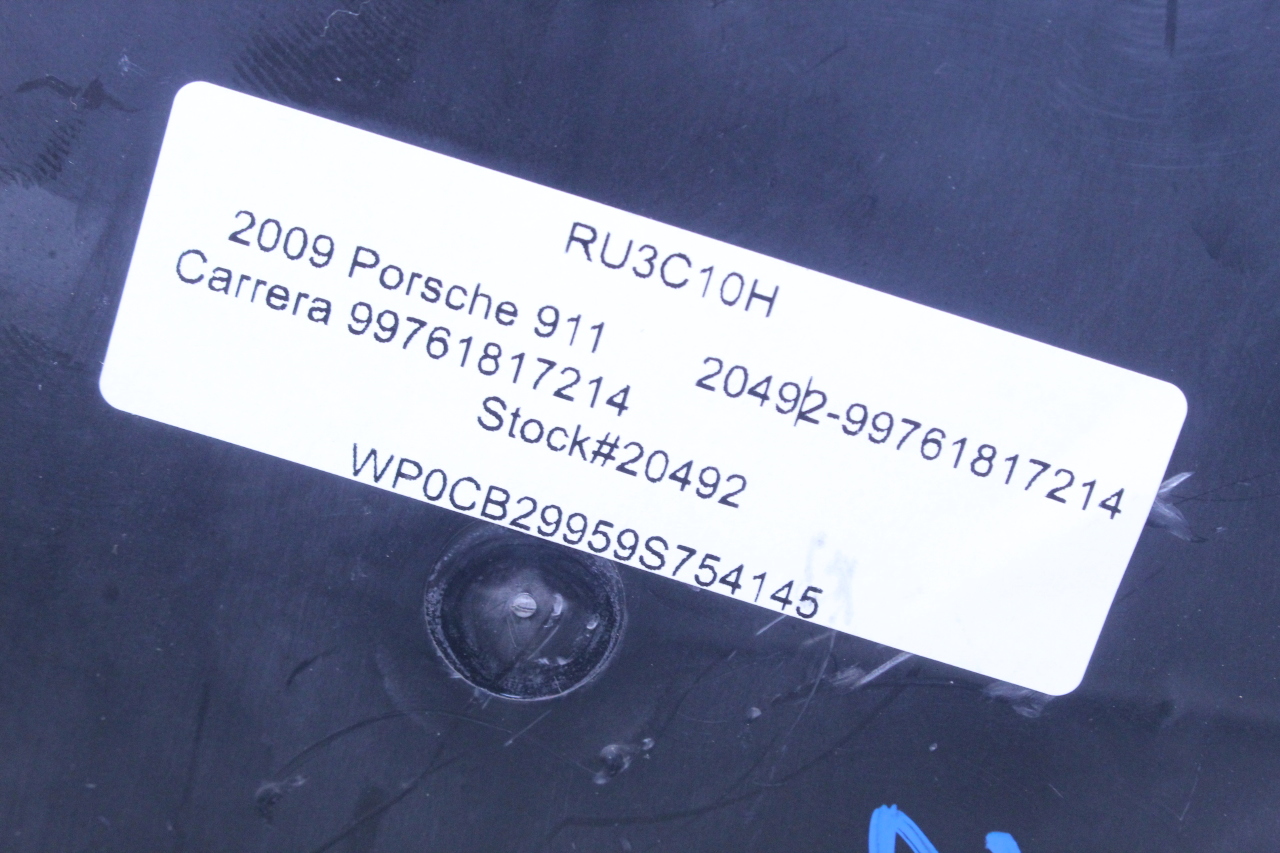 RU3C10H
2009 Porsche 911
Carrera 99761817214
20492-99761817214
Stock#20492
WP0CB29959S754145